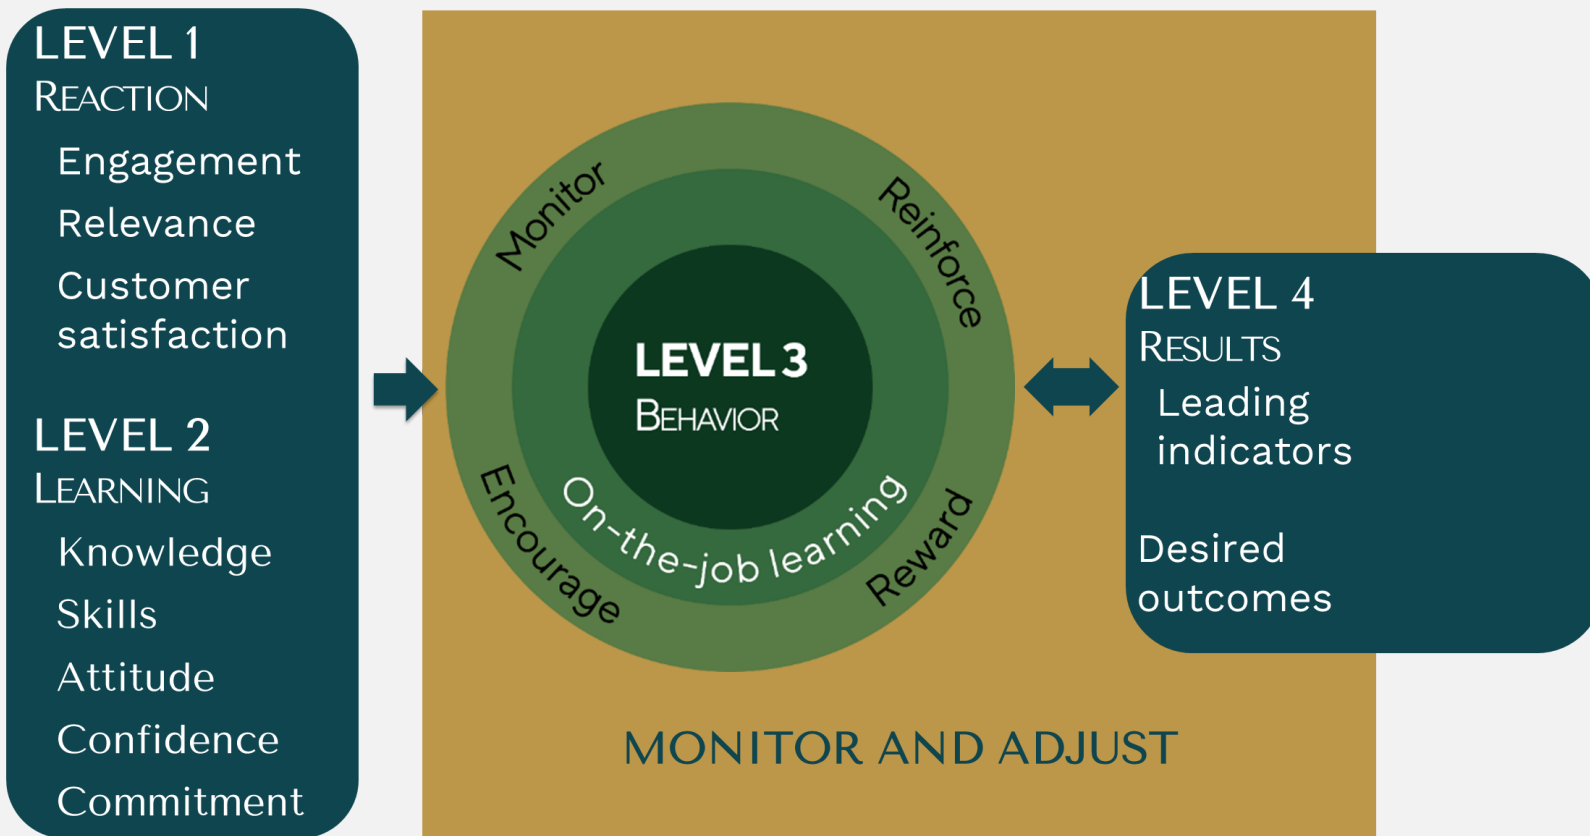 LEVEL 1
REACTION
Engagement
Relevance
Customer
satisfaction
LEVEL 2
LEARNING
Knowledge
Skills
Attitude
Confidence
Commitment
Monitor
Reinforce
LEVEL 3
BEHAVIOR
On-the-job learning
Encourage
Reward
LEVEL 4
RESULTS
Leading
indicators
Desired
outcomes
MONITOR AND ADJUST